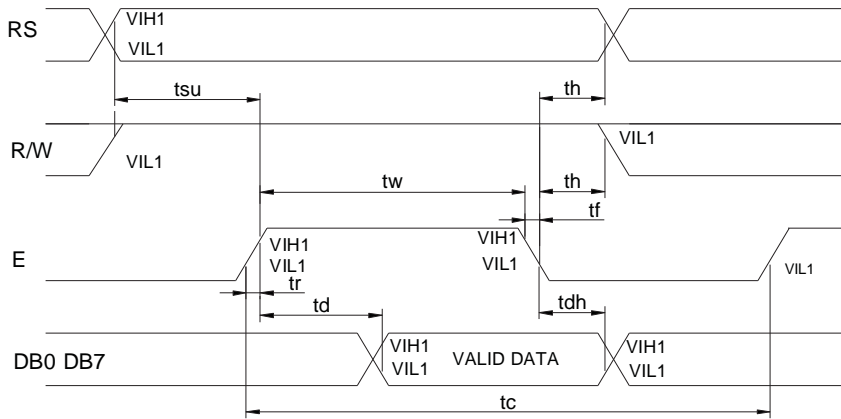 RS
VIH1
VIL1
tsu
th
R/W
VIL1
VIL1
tw
th
tf
E
VIH1
VIL1
VIH1
VIL1
VIL1
tr
td
tdh
DB0 DB7
VIH1
VIL1
VALID DATA
VIH1
VIL1
tc